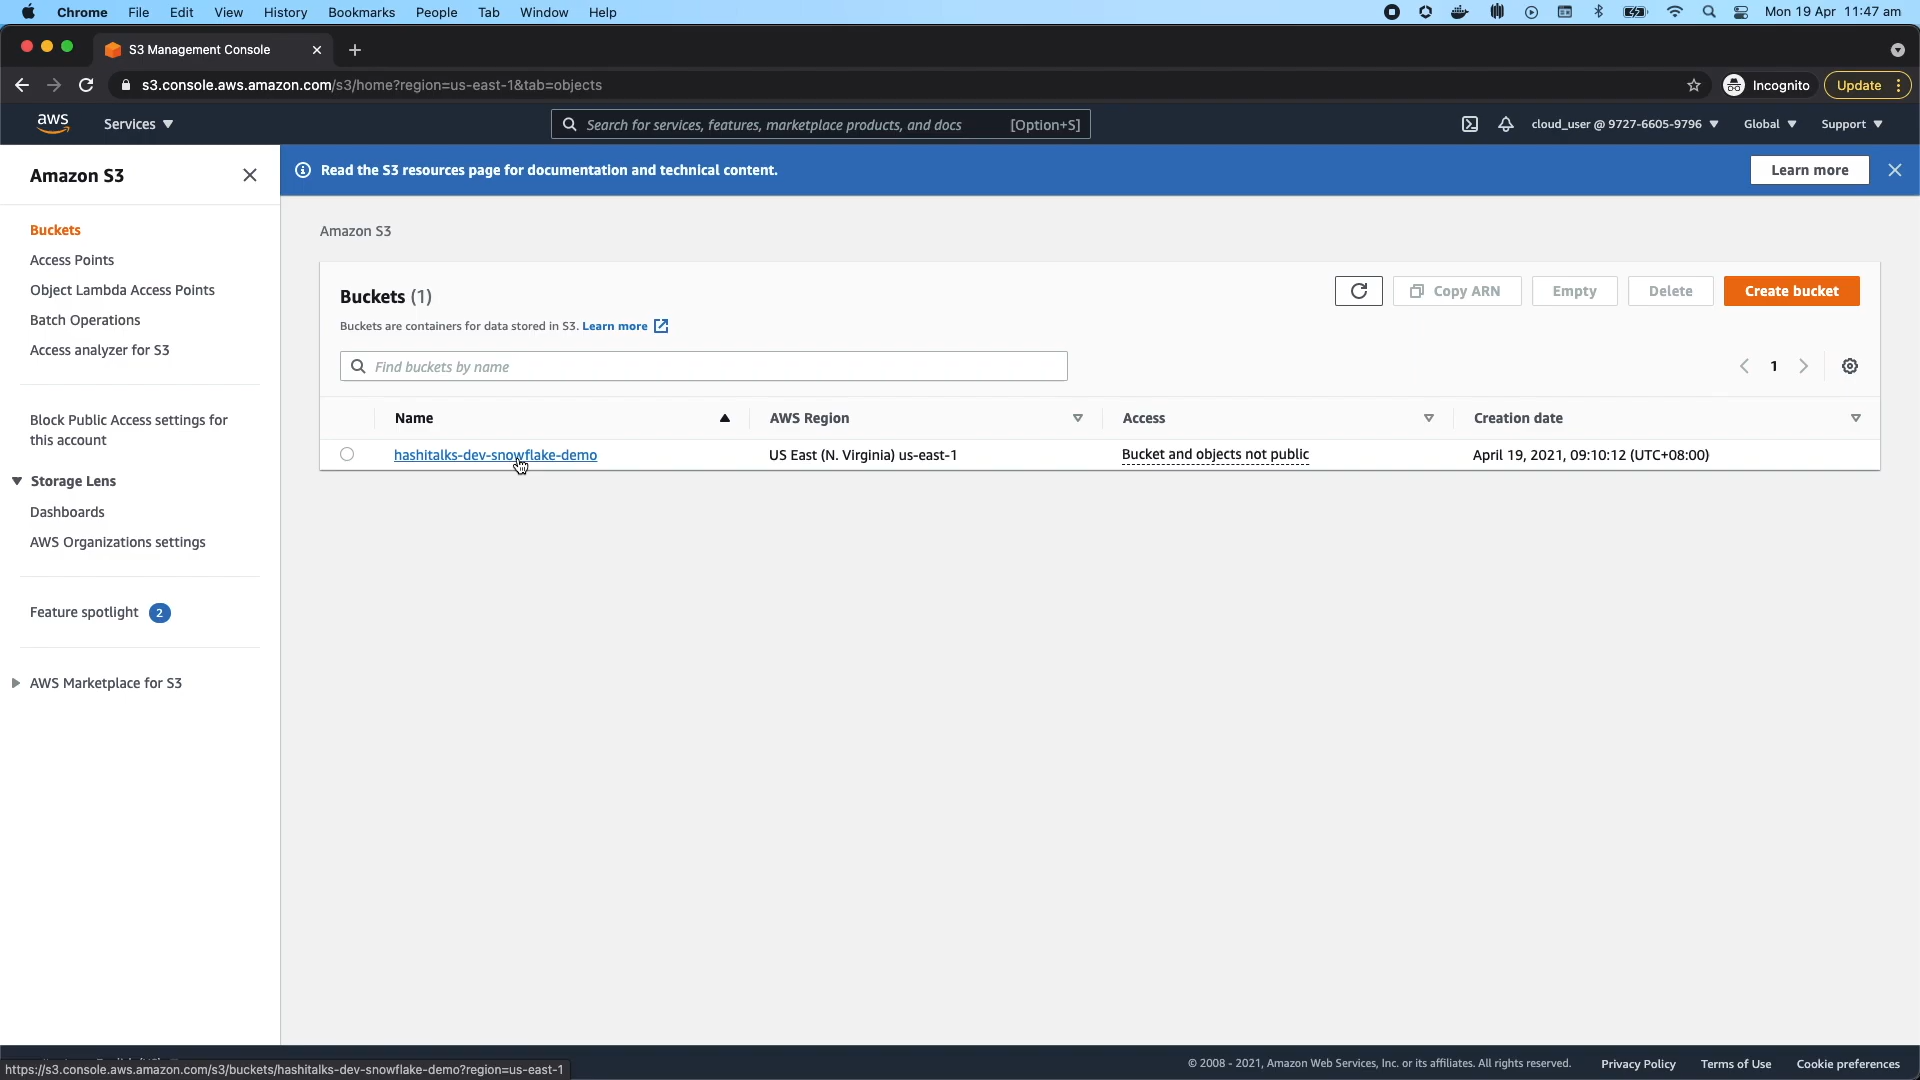 Chrome File Edit View History Bookmarks People Tab Window Help Mon 19 Apr 11:47 am
S3 Management Console
s3.console.aws.amazon.com/s3/home?region=us-east-1&tab=objects Incognito Update
aws Services Search for services, features, marketplace products, and docs [Option+S] cloud_user @ 9727-6605-9796 Global Support
Amazon S3
Read the S3 resources page for documentation and technical content. Learn more
Buckets
Access Points
Object Lambda Access Points
Batch Operations
Access analyzer for S3
Block Public Access settings for
this account
Storage Lens
Dashboards
AWS Organizations settings
Feature spotlight 2
AWS Marketplace for S3
Amazon S3
Buckets (1) Copy ARN Empty Delete Create bucket
Buckets are containers for data stored in S3. Learn more
Find buckets by name 1
Name AWS Region Access Creation date
hashitalks-dev-snowflake-demo US East (N. Virginia) us-east-1 Bucket and objects not public April 19, 2021, 09:10:12 (UTC+08:00)
https://s3.console.aws.amazon.com/s3/buckets/hashitalks-dev-snowflake-demo?region=us-east-1
© 2008 - 2021, Amazon Web Services, Inc. or its affiliates. All rights reserved. Privacy Policy Terms of Use Cookie preferences